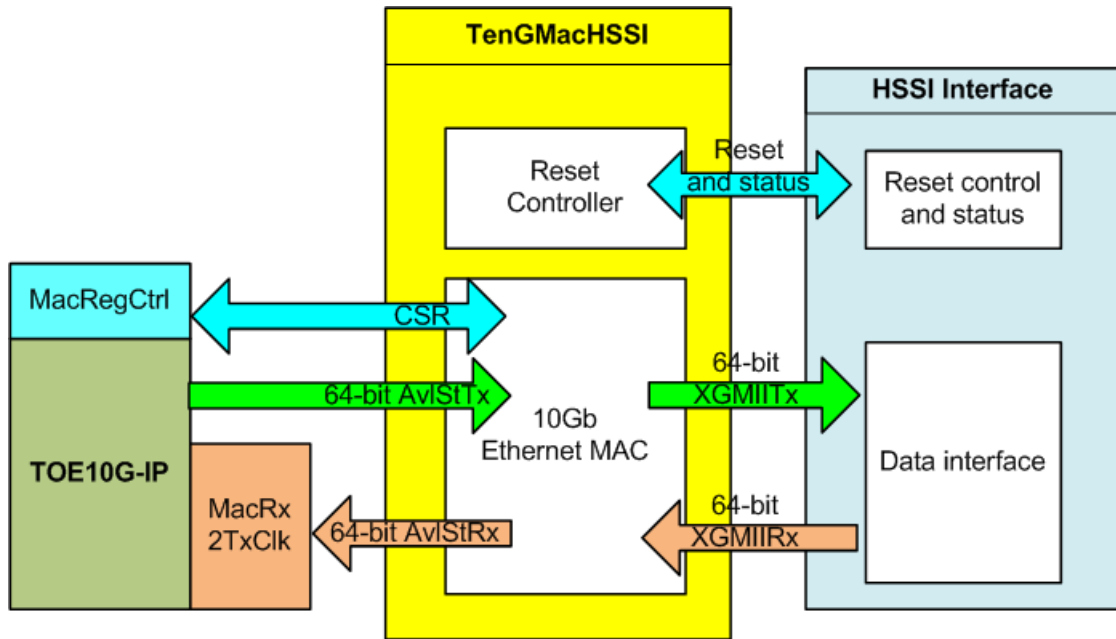 TenGMacHSSI
HSSI Interface
Reset
Controller
Reset
and status
Reset control
and status
MacRegCtrl
CSR
64-bit AvlStTx
64-bit
XGMIITx
10Gb
Ethernet MAC
Data interface
TOE10G-IP
MacRx
2TxClk
64-bit AvlStRx
64-bit
XGMIIRx